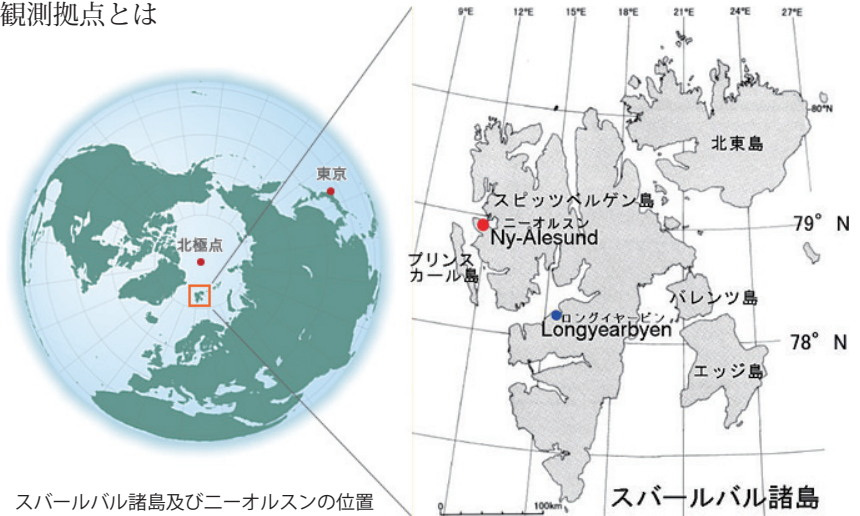 観測拠点とは
9°E 12°E 15°E 18°E 21°E 24°E 27°E
80°N
東京
北極点
北東島
スピッツベルゲン島
ニーオルスン
Ny-Alesund
79° N
プリンス
カール島
バレンツ島
ロングイヤービン
Longyearbyen
78° N
エッジ島
スバールバル諸島
0 100km
スバールバル諸島及びニーオルスンの位置